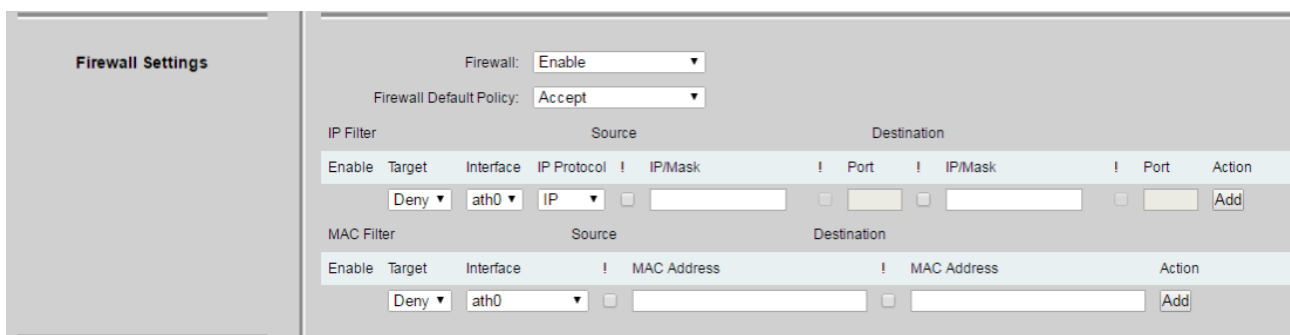 Firewall Settings
Firewall: Enable
Firewall Default Policy: Accept
IP Filter Source Destination
Enable Target Interface IP Protocol ! IP/Mask ! Port ! IP/Mask ! Port Action
Deny ath0 IP Add
MAC Filter Source Destination
Enable Target Interface ! MAC Address ! MAC Address Action
Deny ath0 Add